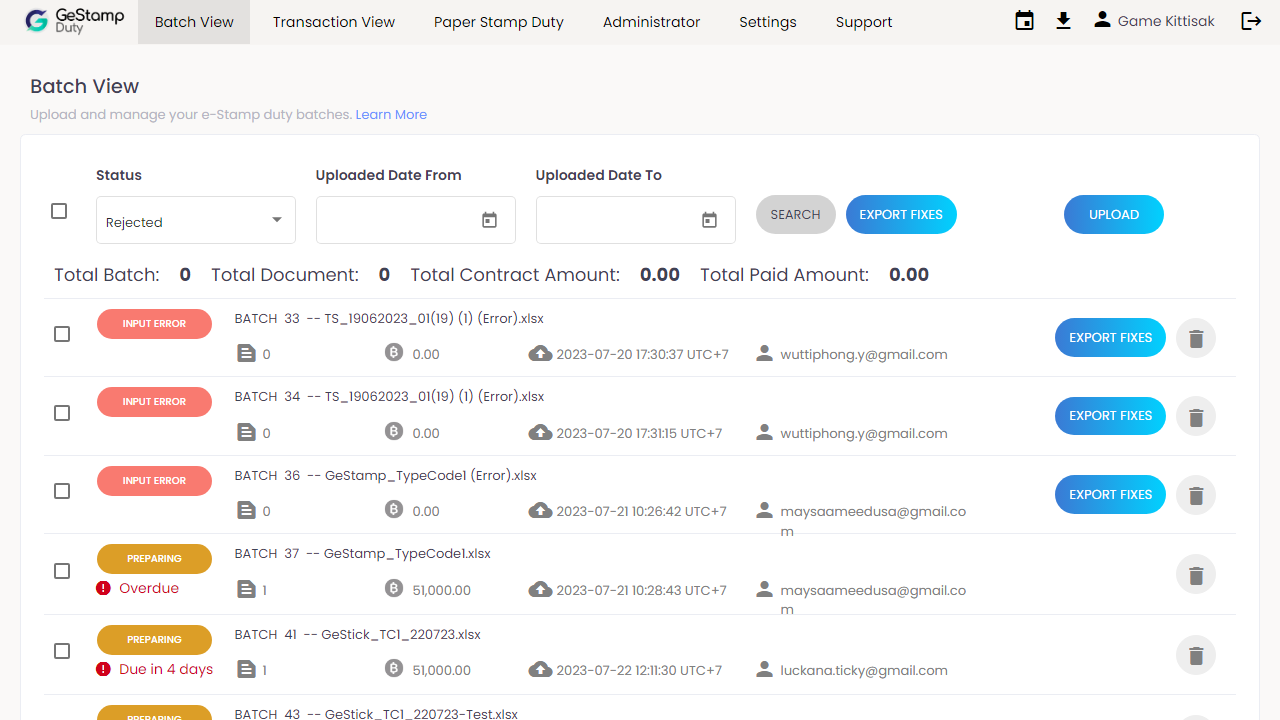 GeStamp Duty
Batch View Transaction View Paper Stamp Duty Administrator Settings Support Game Kittisak
Batch View
Upload and manage your e-Stamp duty batches. Learn More
Status Uploaded Date From Uploaded Date To
Rejected SEARCH EXPORT FIXES UPLOAD
Total Batch: 0 Total Document: 0 Total Contract Amount: 0.00 Total Paid Amount: 0.00
INPUT ERROR BATCH 33 -- TS_19062023_01(19) (1) (Error).xlsx
0 0.00 2023-07-20 17:30:37 UTC+7 wuttiphong.y@gmail.com EXPORT FIXES
INPUT ERROR BATCH 34 -- TS_19062023_01(19) (1) (Error).xlsx
0 0.00 2023-07-20 17:31:15 UTC+7 wuttiphong.y@gmail.com EXPORT FIXES
INPUT ERROR BATCH 36 -- GeStamp_TypeCode1 (Error).xlsx
0 0.00 2023-07-21 10:26:42 UTC+7 maysaameedusa@gmail.co EXPORT FIXES
m
PREPARING BATCH 37 -- GeStamp_TypeCode1.xlsx
Overdue 1 51,000.00 2023-07-21 10:28:43 UTC+7 maysaameedusa@gmail.co
m
PREPARING BATCH 41 -- GeStick_TC1_220723.xlsx
Due in 4 days 1 51,000.00 2023-07-22 12:11:30 UTC+7 luckana.ticky@gmail.com
PREPARING BATCH 43 -- GeStick_TC1_220723-Test.xlsx